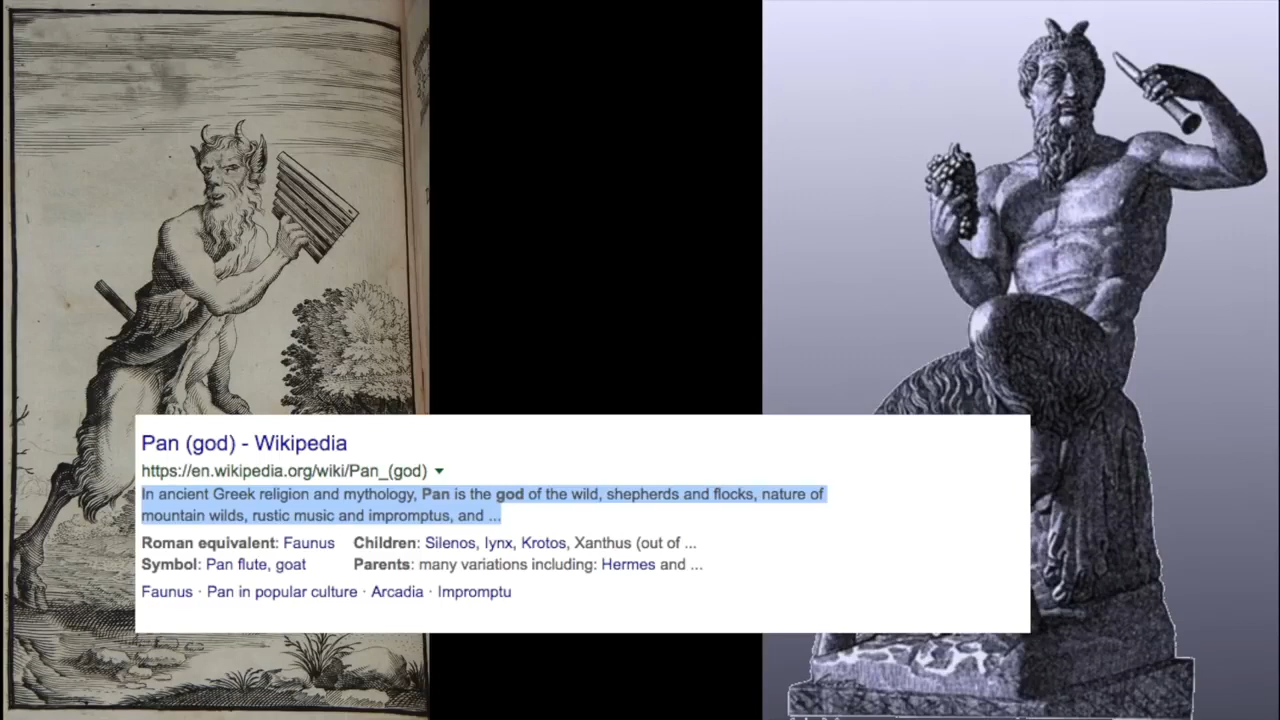 Pan (god) - Wikipedia
https://en.wikipedia.org/wiki/Pan_(god)
In ancient Greek religion and mythology, Pan is the god of the wild, shepherds and flocks, nature of
mountain wilds, rustic music and impromptus, and ...
Roman equivalent: Faunus Children: Silenos, Iynx, Krotos, Xanthus (out of ...
Symbol: Pan flute, goat Parents: many variations including: Hermes and ...
Faunus · Pan in popular culture · Arcadia · Impromptu